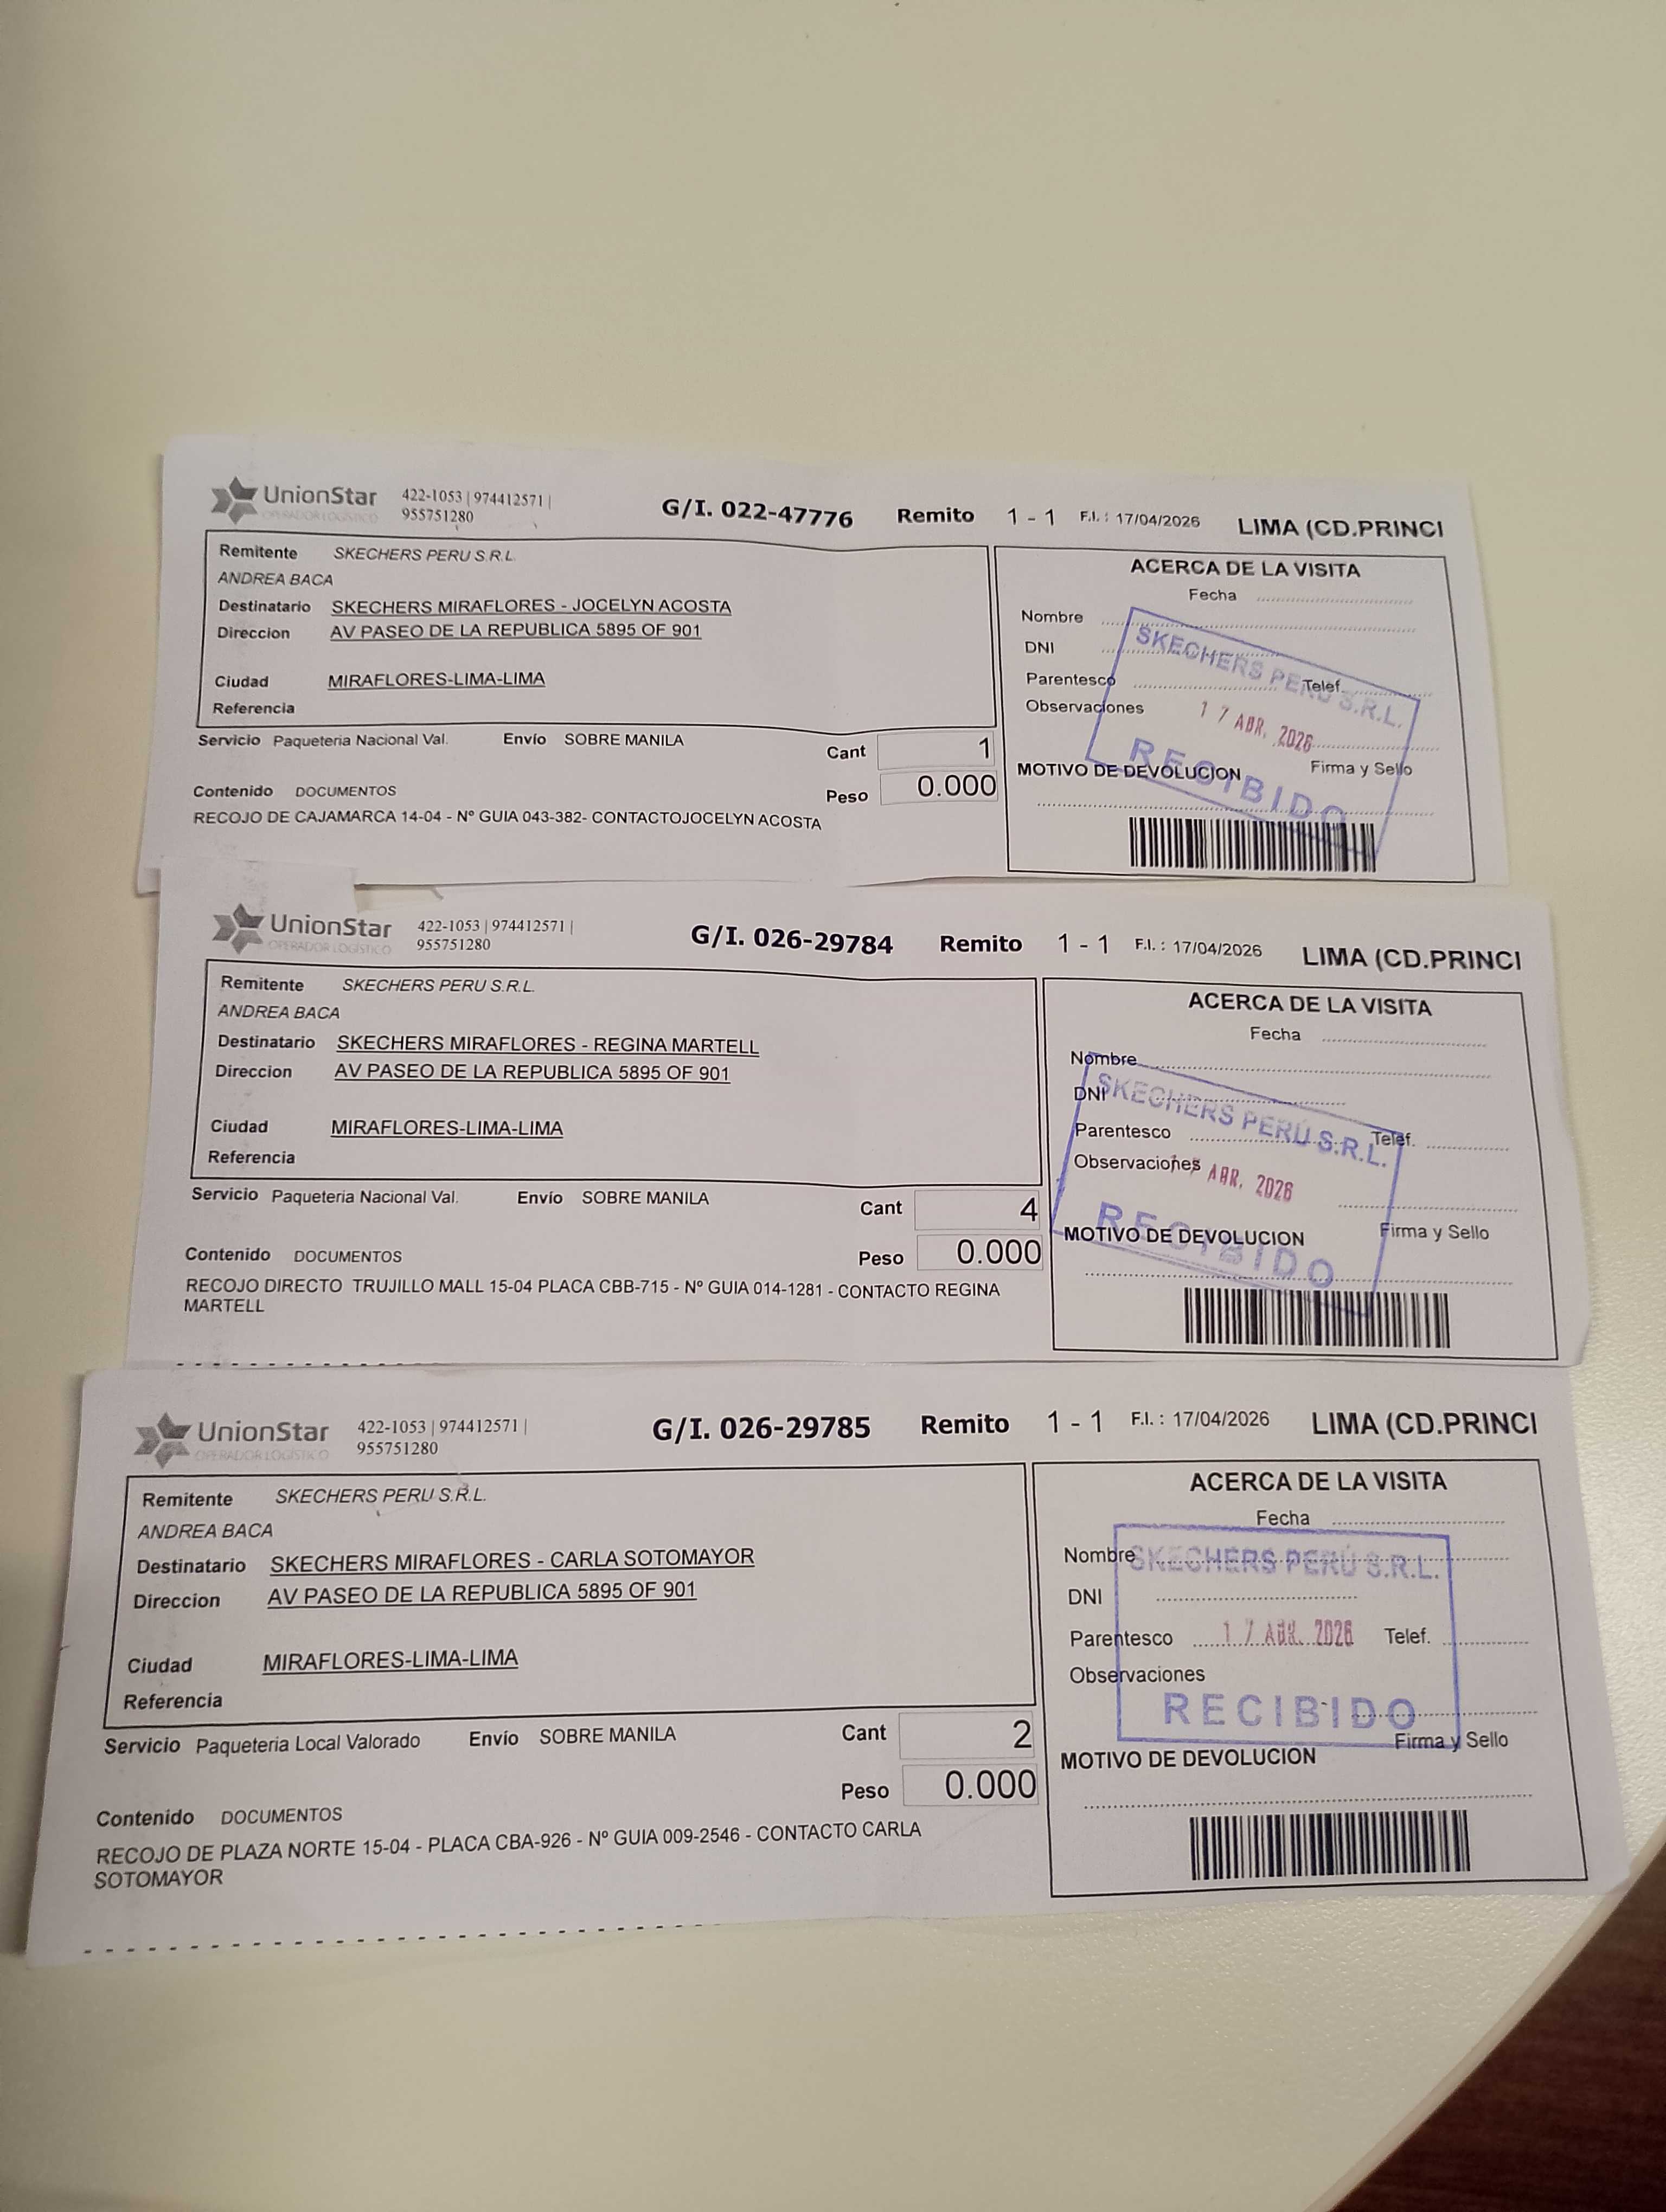 UnionStar 422-1053 | 974412571 | G/I. 022-47776 Remito 1 - 1 F.I. : 17/04/2026 LIMA (CD.PRINCI
OPERADOR LOGÍSTICO 955751280
Remitente SKECHERS PERU S.R.L.
ANDREA BACA
Destinatario SKECHERS MIRAFLORES - JOCELYN ACOSTA
Direccion AV PASEO DE LA REPUBLICA 5895 OF 901
Ciudad MIRAFLORES-LIMA-LIMA
Referencia
Servicio Paqueteria Nacional Val. Envío SOBRE MANILA Cant 1
Peso 0.000
Contenido DOCUMENTOS
RECOJO DE CAJAMARCA 14-04 - Nº GUIA 043-382- CONTACTOJOCELYN ACOSTA
ACERCA DE LA VISITA
Fecha
Nombre
DNI
Parentesco Telef.
Observaciones
Firma y Sello
MOTIVO DE DEVOLUCION
SKECHERS PERÚ S.R.L.
17 ABR. 2026
RECIBIDO
UnionStar 422-1053 | 974412571 | G/I. 026-29784 Remito 1 - 1 F.I. : 17/04/2026 LIMA (CD.PRINCI
OPERADOR LOGÍSTICO 955751280
Remitente SKECHERS PERU S.R.L.
ANDREA BACA
Destinatario SKECHERS MIRAFLORES - REGINA MARTELL
Direccion AV PASEO DE LA REPUBLICA 5895 OF 901
Ciudad MIRAFLORES-LIMA-LIMA
Referencia
Servicio Paqueteria Nacional Val. Envío SOBRE MANILA Cant 4
Peso 0.000
Contenido DOCUMENTOS
RECOJO DIRECTO TRUJILLO MALL 15-04 PLACA CBB-715 - Nº GUIA 014-1281 - CONTACTO REGINA
MARTELL
ACERCA DE LA VISITA
Fecha
Nombre
DNI
Parentesco Telef.
Observaciones
Firma y Sello
MOTIVO DE DEVOLUCION
SKECHERS PERÚ S.R.L.
ABR. 2026
RECIBIDO
UnionStar 422-1053 | 974412571 | G/I. 026-29785 Remito 1 - 1 F.I. : 17/04/2026 LIMA (CD.PRINCI
OPERADOR LOGÍSTICO 955751280
Remitente SKECHERS PERU S.R.L.
ANDREA BACA
Destinatario SKECHERS MIRAFLORES - CARLA SOTOMAYOR
Direccion AV PASEO DE LA REPUBLICA 5895 OF 901
Ciudad MIRAFLORES-LIMA-LIMA
Referencia
Servicio Paqueteria Local Valorado Envío SOBRE MANILA Cant 2
Peso 0.000
Contenido DOCUMENTOS
RECOJO DE PLAZA NORTE 15-04 - PLACA CBA-926 - Nº GUIA 009-2546 - CONTACTO CARLA
SOTOMAYOR
ACERCA DE LA VISITA
Fecha
Nombre
DNI
Parentesco Telef.
Observaciones
Firma y Sello
MOTIVO DE DEVOLUCION
SKECHERS PERÚ S.R.L.
17 ABR. 2026
RECIBIDO